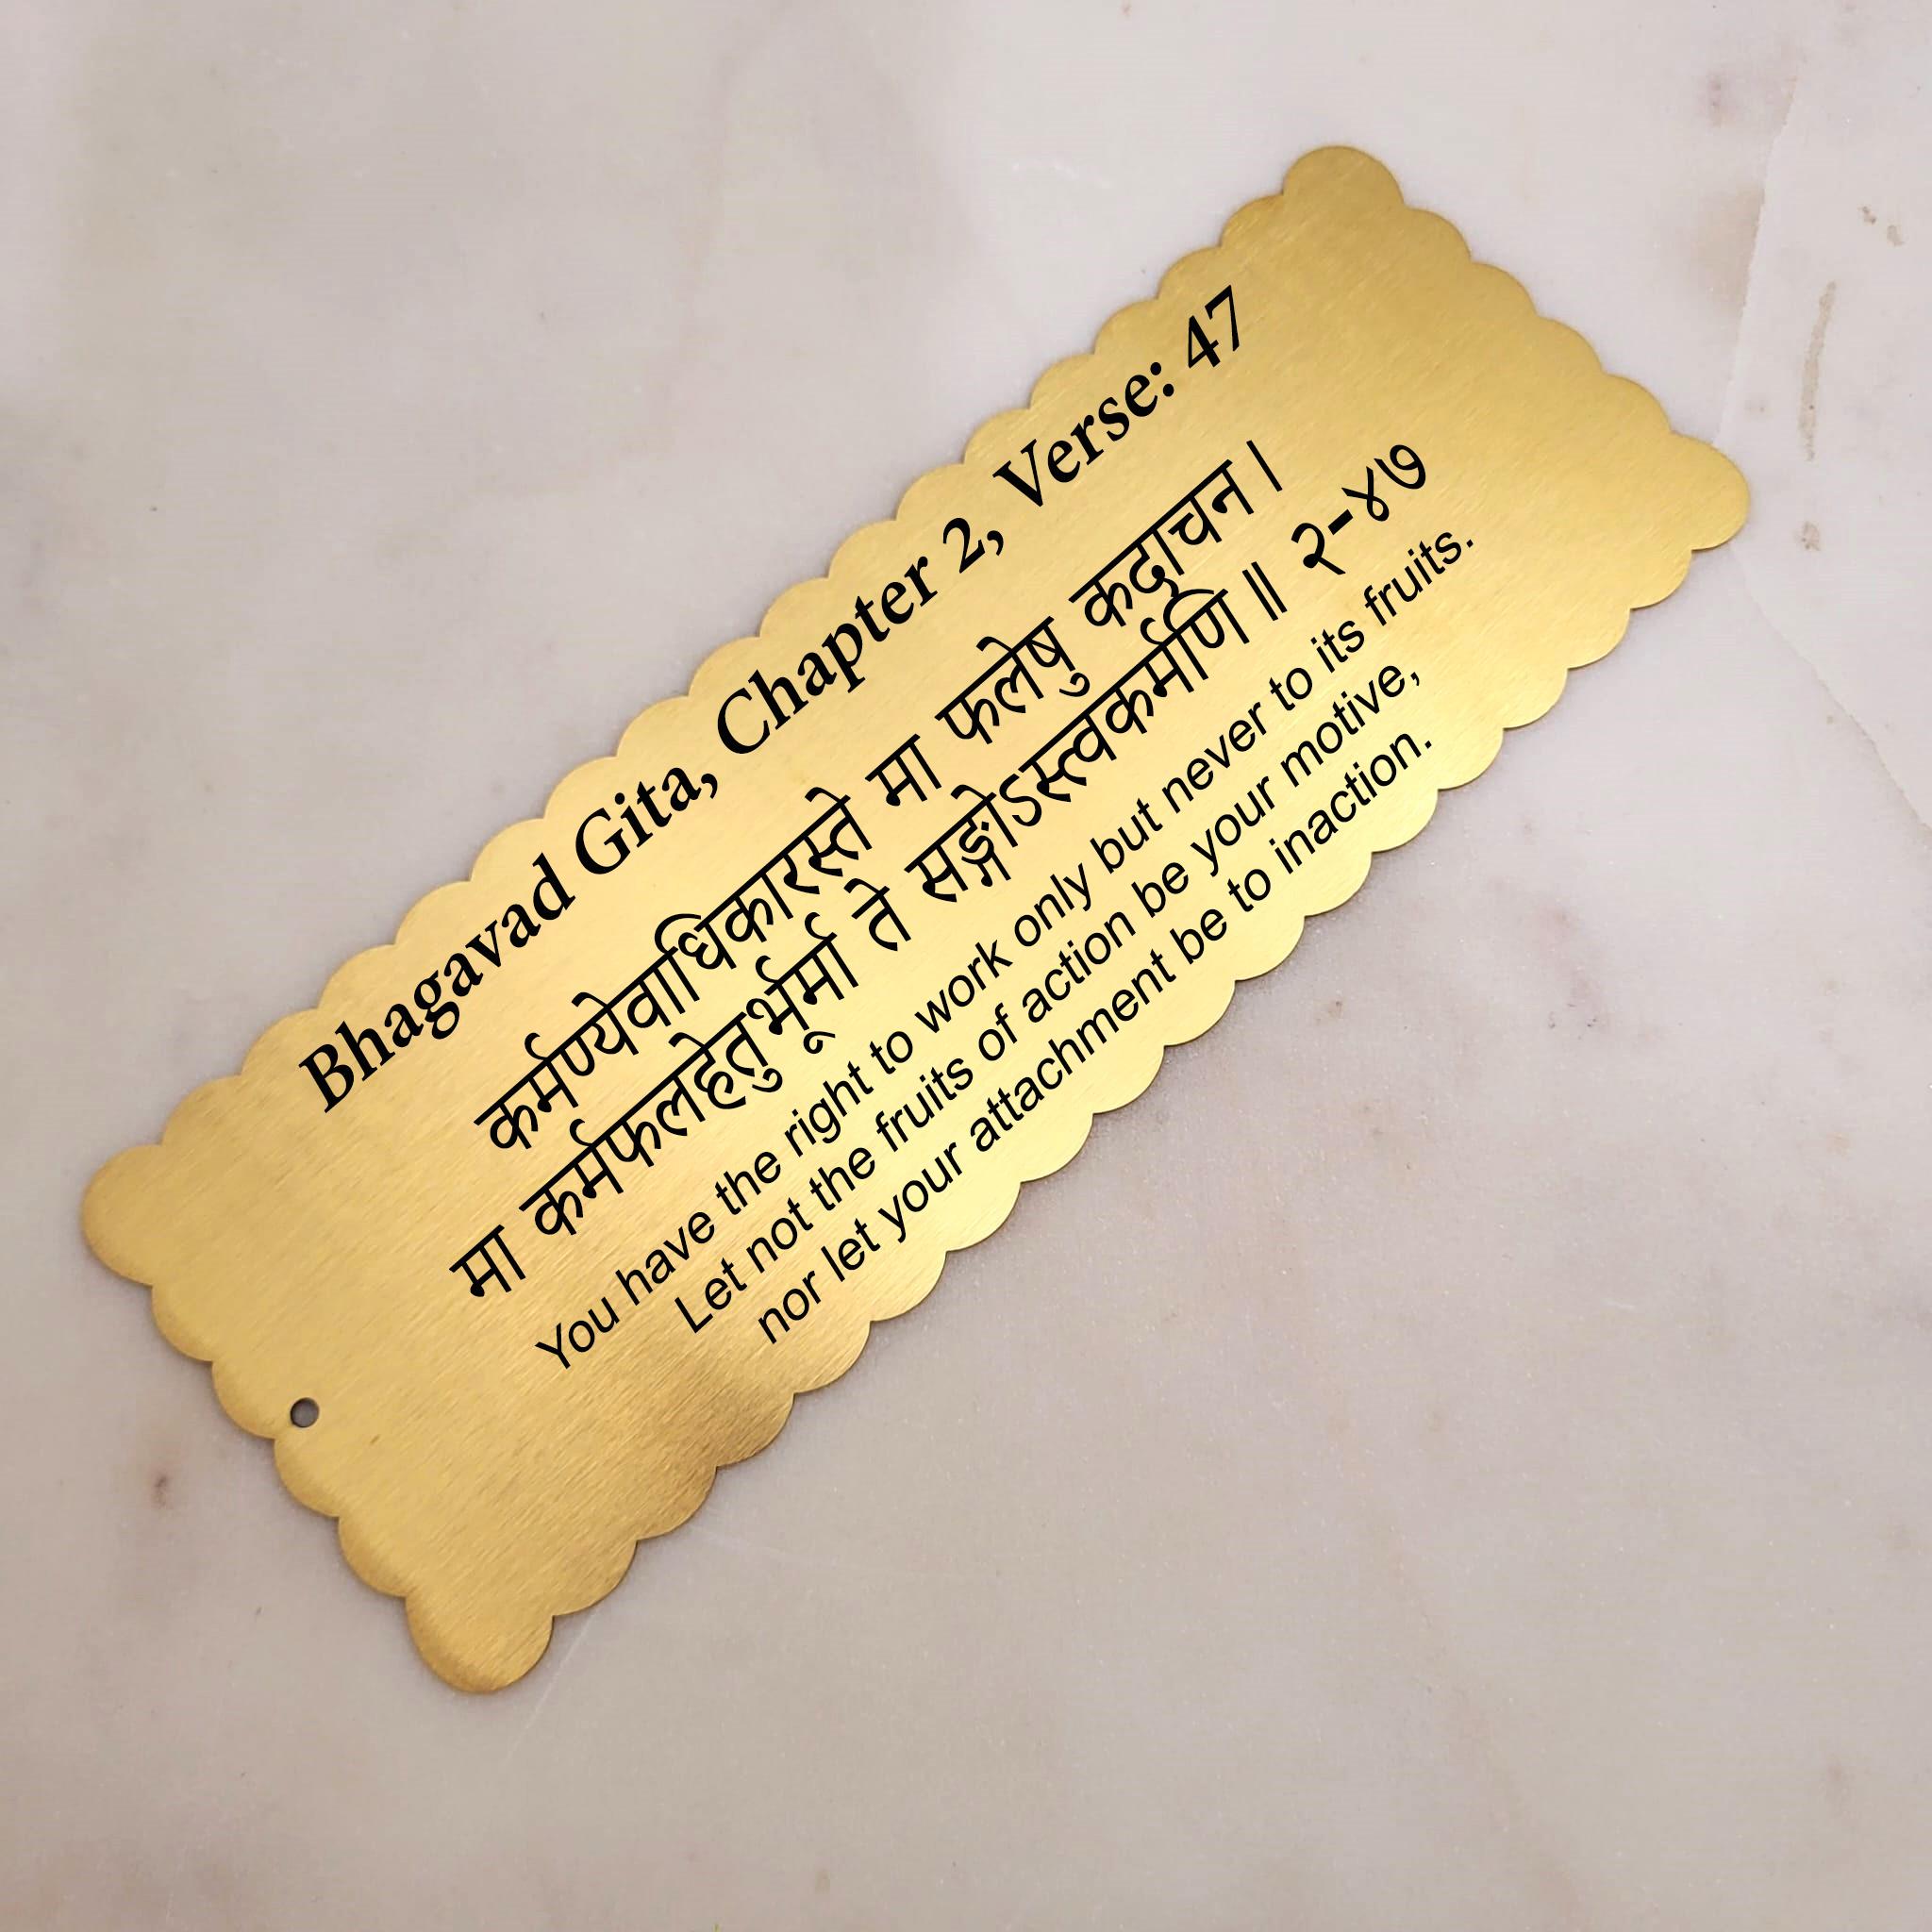 Bhagavad Gita, Chapter 2, Verse: 47
कर्मण्येवाधिकारस्ते मा फलेषु कदाचन ।
मा कर्मफलहेतुर्भूर्मा ते सङ्गोऽस्त्वकर्मणि ॥ २-४७
You have the right to work only but never to its fruits.
Let not the fruits of action be your motive,
nor let your attachment be to inaction.